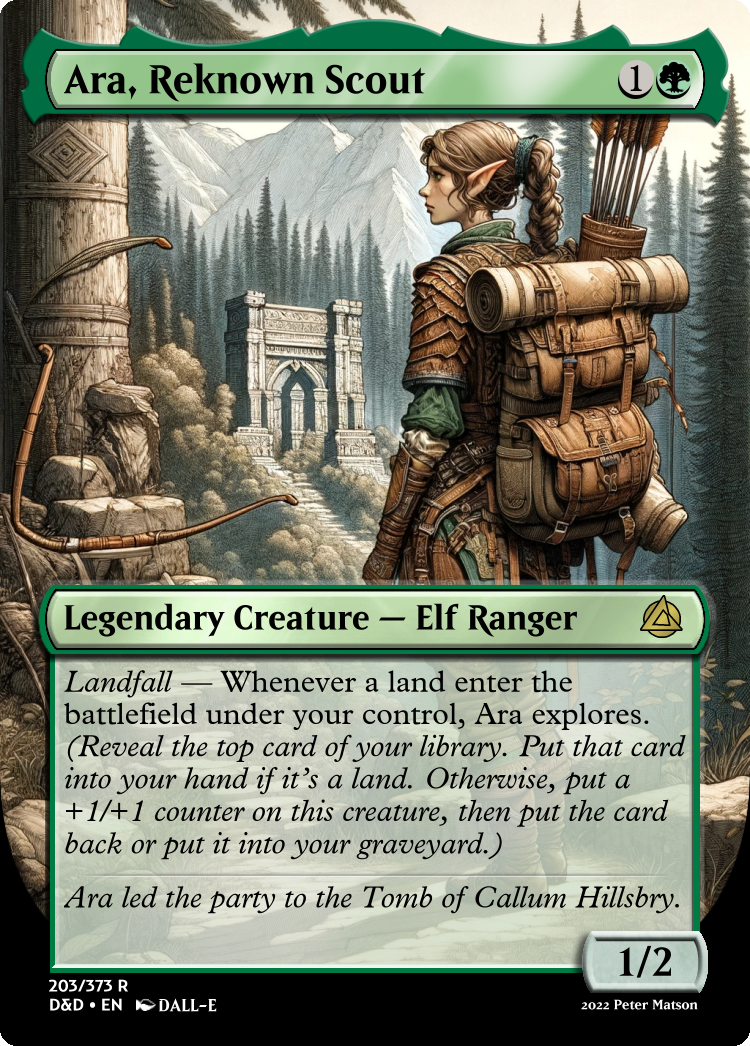 Ara, Reknown Scout 1
Legendary Creature — Elf Ranger
Landfall — Whenever a land enter the
battlefield under your control, Ara explores.
(Reveal the top card of your library. Put that card
into your hand if it's a land. Otherwise, put a
+1/+1 counter on this creature, then put the card
back or put it into your graveyard.)
Ara led the party to the Tomb of Callum Hillsbry.
1/2
203/373 R
D&D • EN DALL-E
2022 Peter Matson